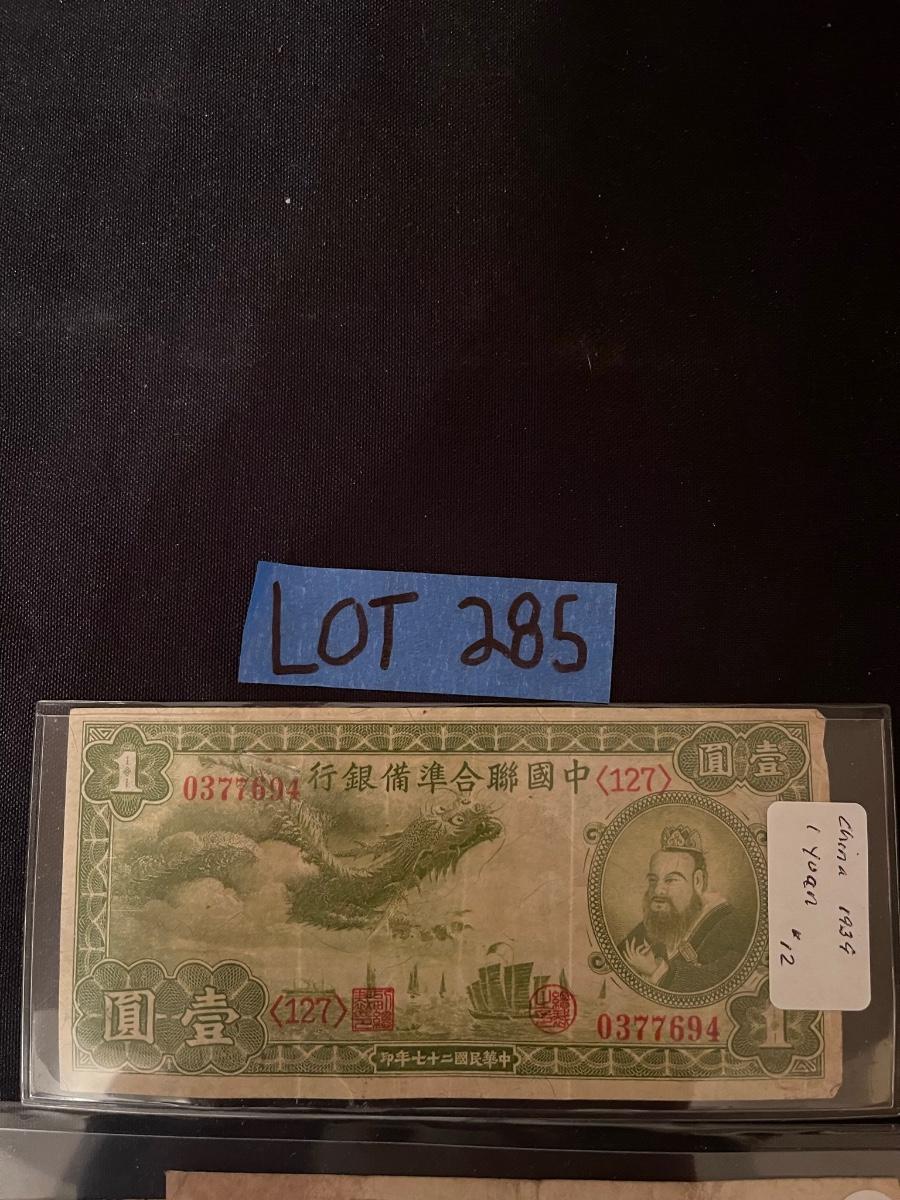 LOT 285
1
0377694
中國聯合準備銀行
〈127〉
壹圓
China 1939
1 Yuan
壹圓
〈127〉
0377694
1
中華民國二十七年印